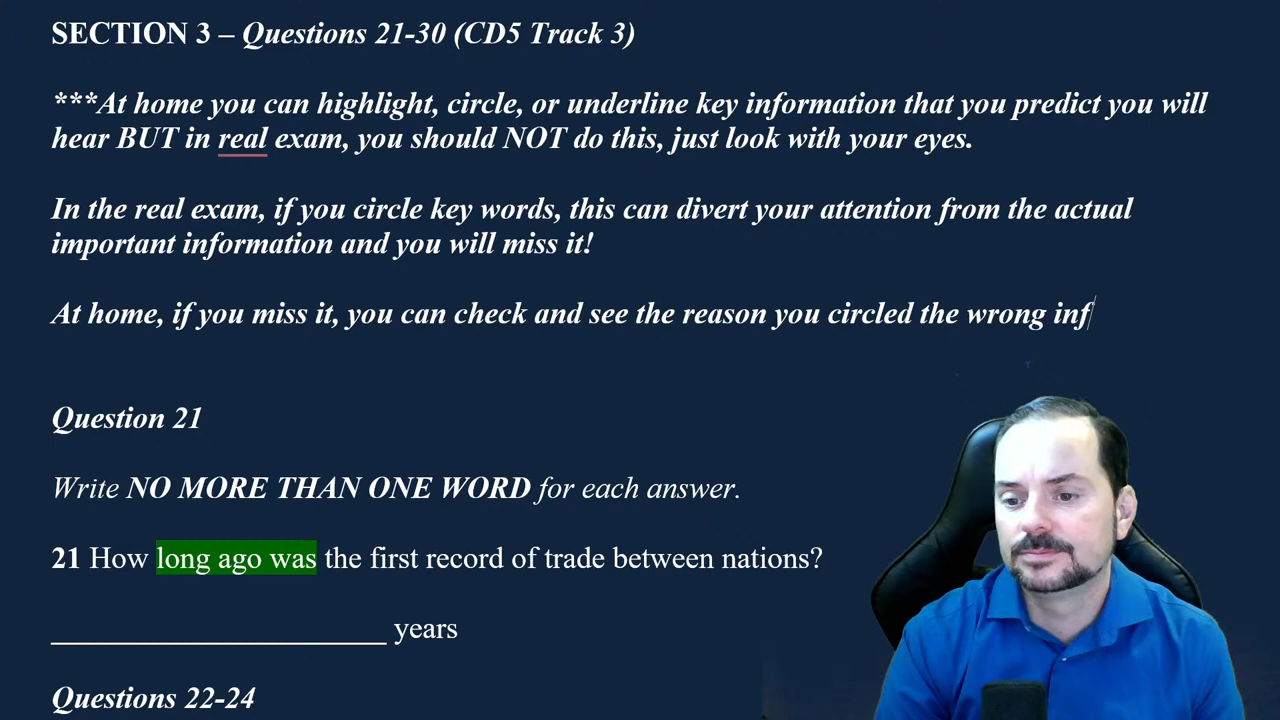 SECTION 3 – Questions 21-30 (CD5 Track 3)
***At home you can highlight, circle, or underline key information that you predict you will
hear BUT in real exam, you should NOT do this, just look with your eyes.
In the real exam, if you circle key words, this can divert your attention from the actual
important information and you will miss it!
At home, if you miss it, you can check and see the reason you circled the wrong inf
Question 21
Write NO MORE THAN ONE WORD for each answer.
21 How long ago was the first record of trade between nations?
______________________ years
Questions 22-24